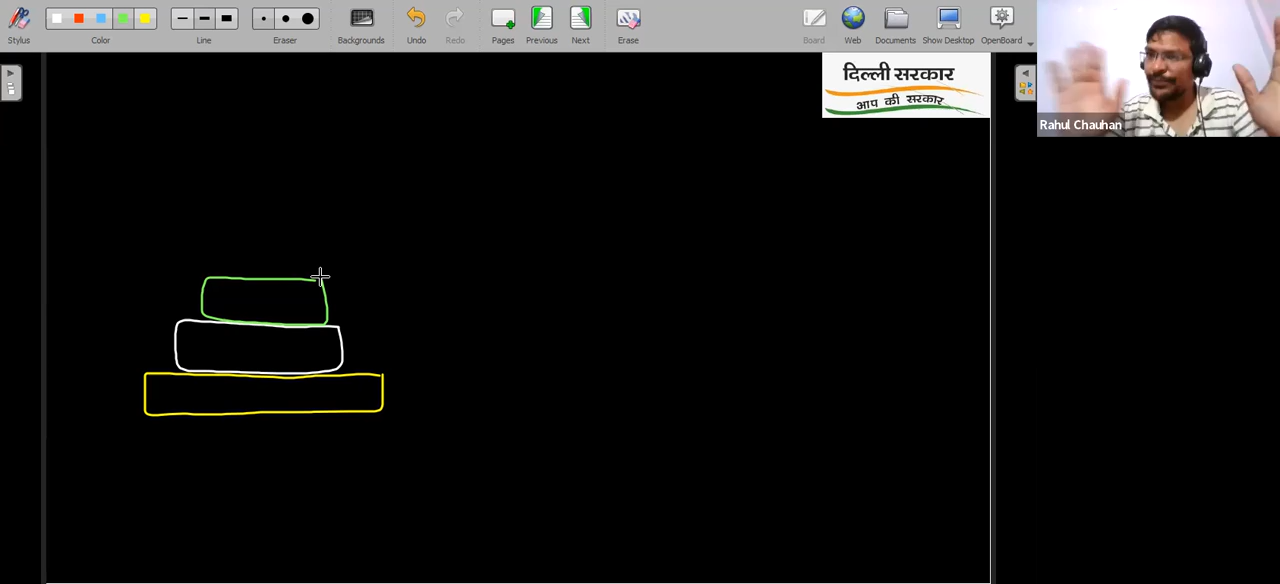 Stylus
Color
Line
Eraser
Backgrounds
Undo
Redo
Pages
Previous
Next
Erase
Board
Web
Documents
Show Desktop
OpenBoard
दिल्ली सरकार
आप की सरकार
Rahul Chauhan